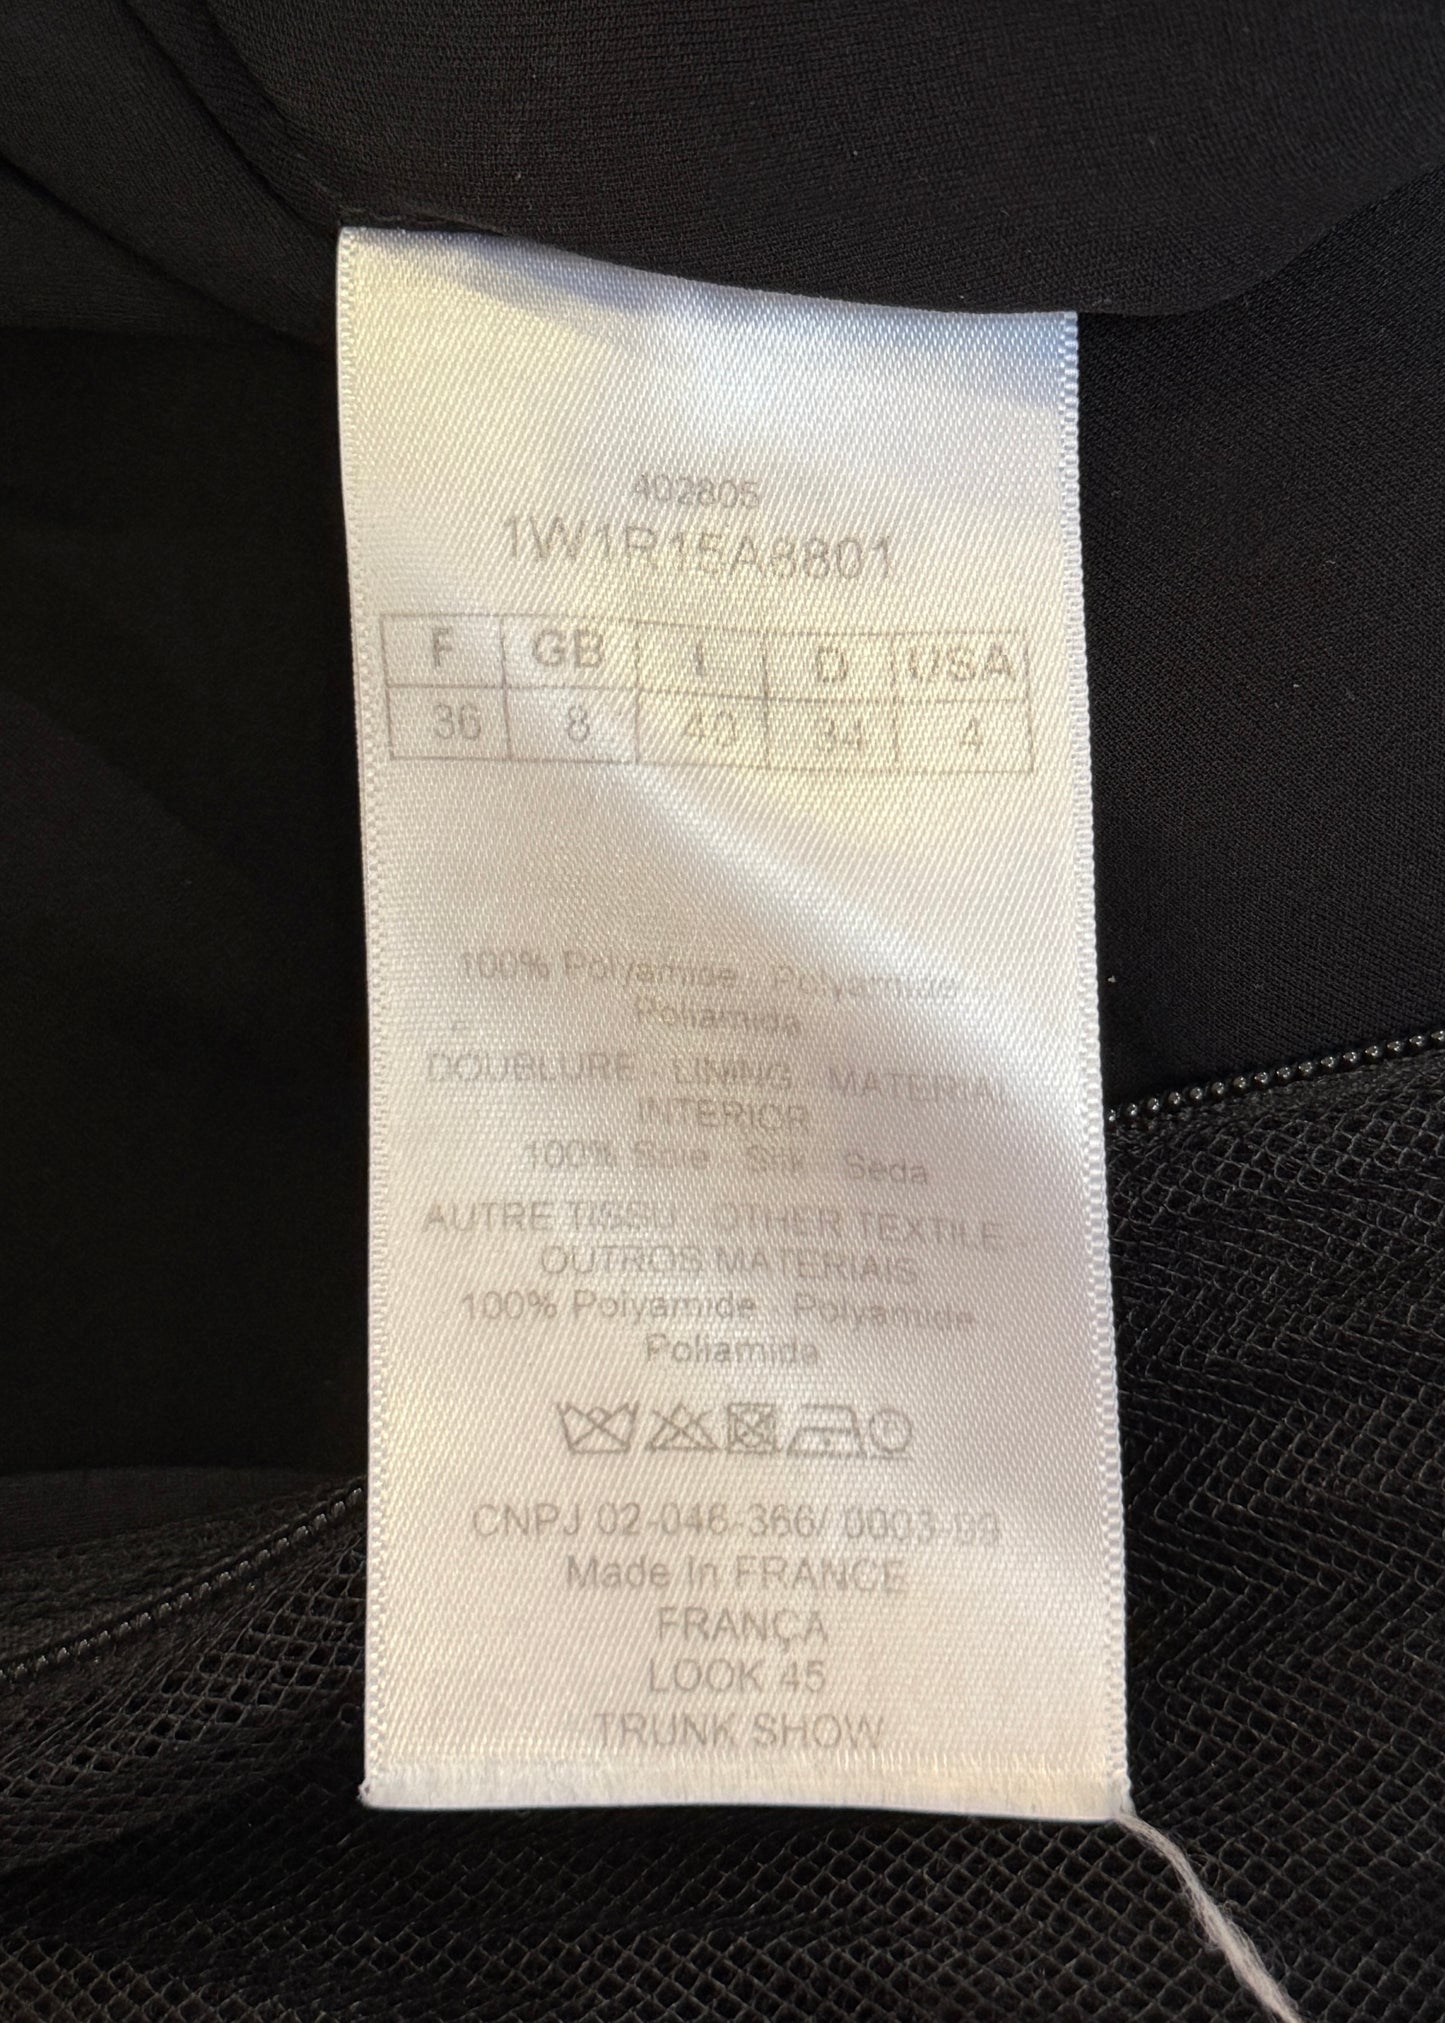 402805
1W1R15A8801
F GB I D USA
36 8 40 34 4
100% Polyamide - Polyamide -
Poliamida
DOUBLURE - LINING - MATERIAL
INTERIOR
100% Soie - Silk - Seda
AUTRE TISSU - OTHER TEXTILE -
OUTROS MATERIAIS
100% Polyamide - Polyamide -
Poliamida
CNPJ 02-046-366/
Made In FRANCE
FRANÇA
LOOK 45
TRUNK SHOW